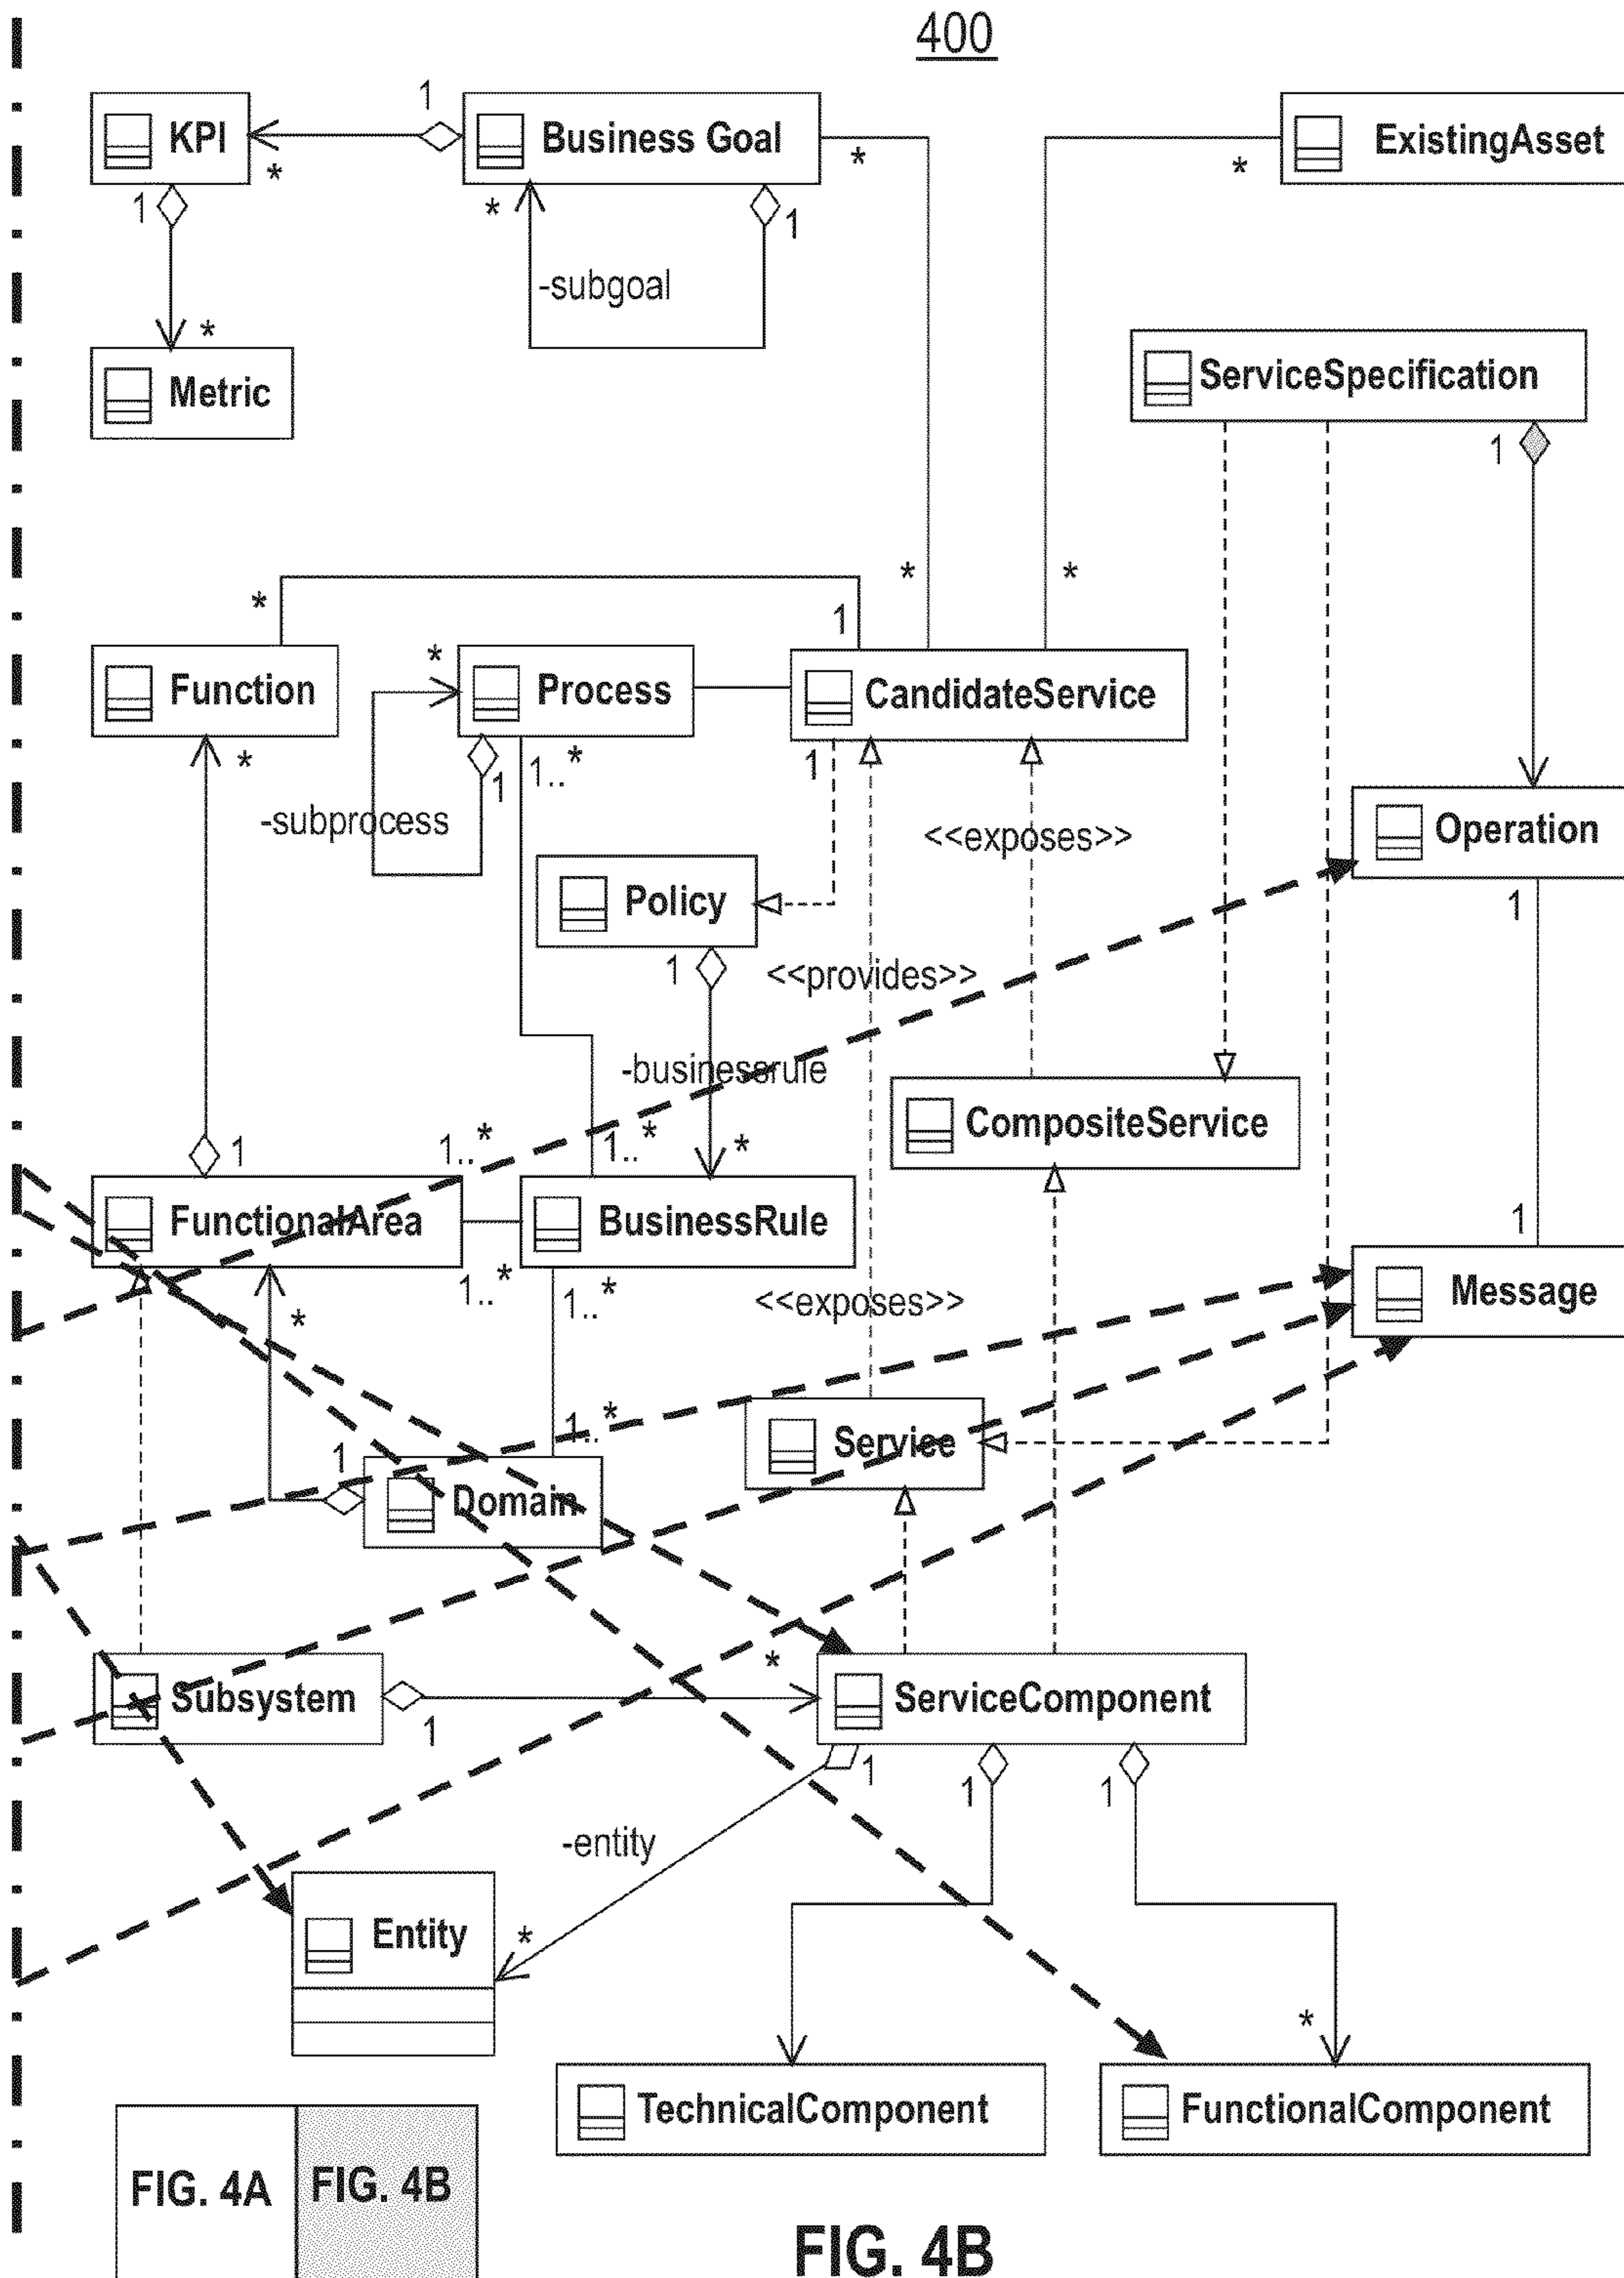 400
1
KPI
Business Goal
ExistingAsset
*
*
*
1
*
1
-subgoal
*
Metric
ServiceSpecification
1
*
*
*
1
Function
*
Process
CandidateService
*
1
1..*
1
-subprocess
<<exposes>>
Operation
Policy
1
1
<<provides>>
-businessrule
CompositeService
1
1..*
1..*
*
FunctionalArea
BusinessRule
1
1..*
1..*
*
<<exposes>>
Message
1..*
1
Service
Domain
*
Subsystem
ServiceComponent
1
1
1
1
-entity
*
Entity
*
TechnicalComponent
FunctionalComponent
FIG. 4A
FIG. 4B
FIG. 4B